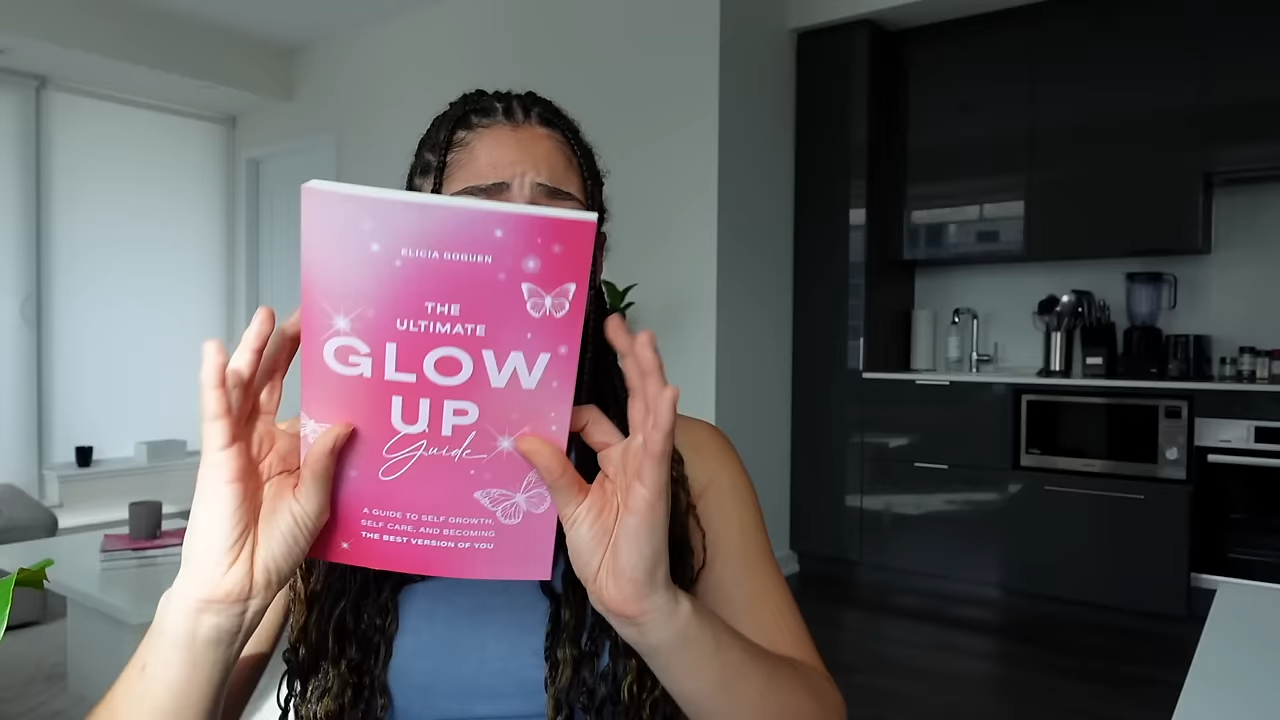 ELICIA GOGUEN
THE
ULTIMATE
GLOW
UP
Guide
A GUIDE TO SELF GROWTH,
SELF CARE, AND BECOMING
THE BEST VERSION OF YOU